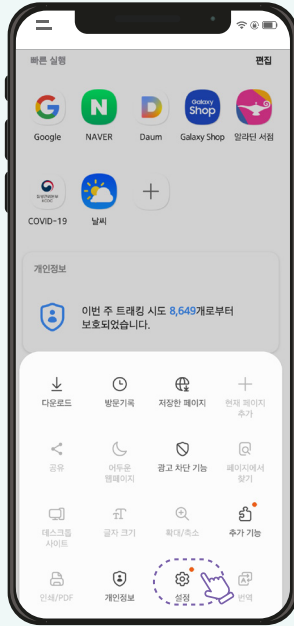 빠른 실행 편집
G N D Galaxy Shop
Google NAVER Daum Galaxy Shop 알라딘 서점
COVID-19 날씨
개인정보
이번 주 트래킹 시도 8,649개로부터
보호되었습니다.
다운로드 방문기록 저장한 페이지 현재 페이지
추가
공유 어두운
웹페이지 광고 차단 기능 페이지에서
찾기
데스크톱
사이트 글자 크기 확대/축소 추가 기능
인쇄/PDF 개인정보 설정 번역